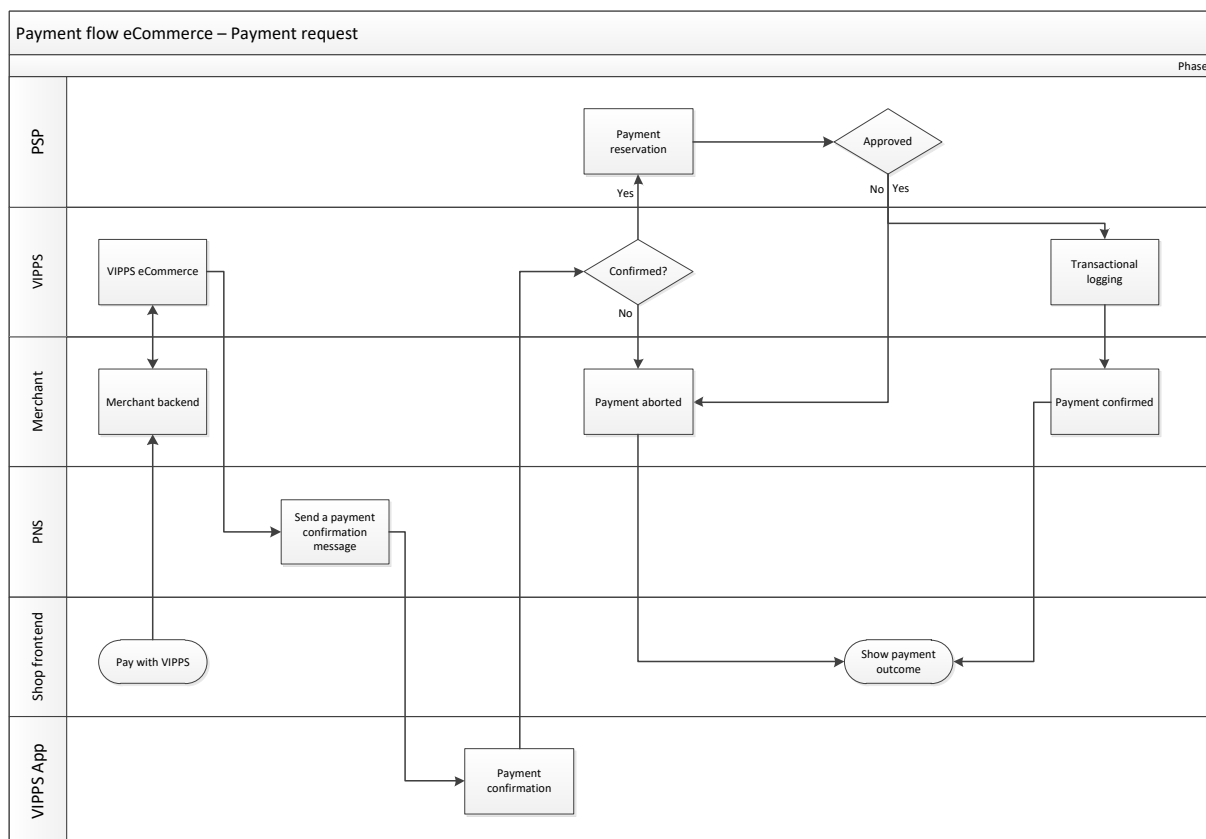 Payment flow eCommerce – Payment request
Phase
PSP
Payment
reservation
Approved
Yes
No
Yes
VIPPS
VIPPS eCommerce
Confirmed?
No
Transactional
logging
Merchant
Merchant backend
Payment aborted
Payment confirmed
PNS
Send a payment
confirmation
message
Shop frontend
Pay with VIPPS
Show payment
outcome
VIPPS App
Payment
confirmation